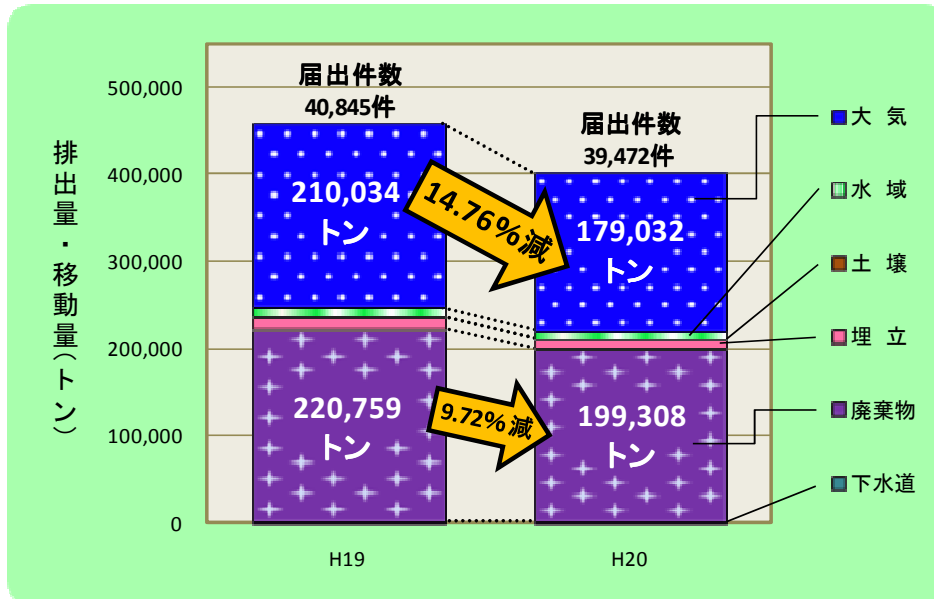 排出量・移動量(トン)
500,000
400,000
300,000
200,000
100,000
0
届出件数
40,845件
210,034
トン
220,759
トン
14.76%減
9.72%減
届出件数
39,472件
179,032
トン
199,308
トン
H19
H20
大 気
水 域
土 壌
埋 立
廃棄物
下水道